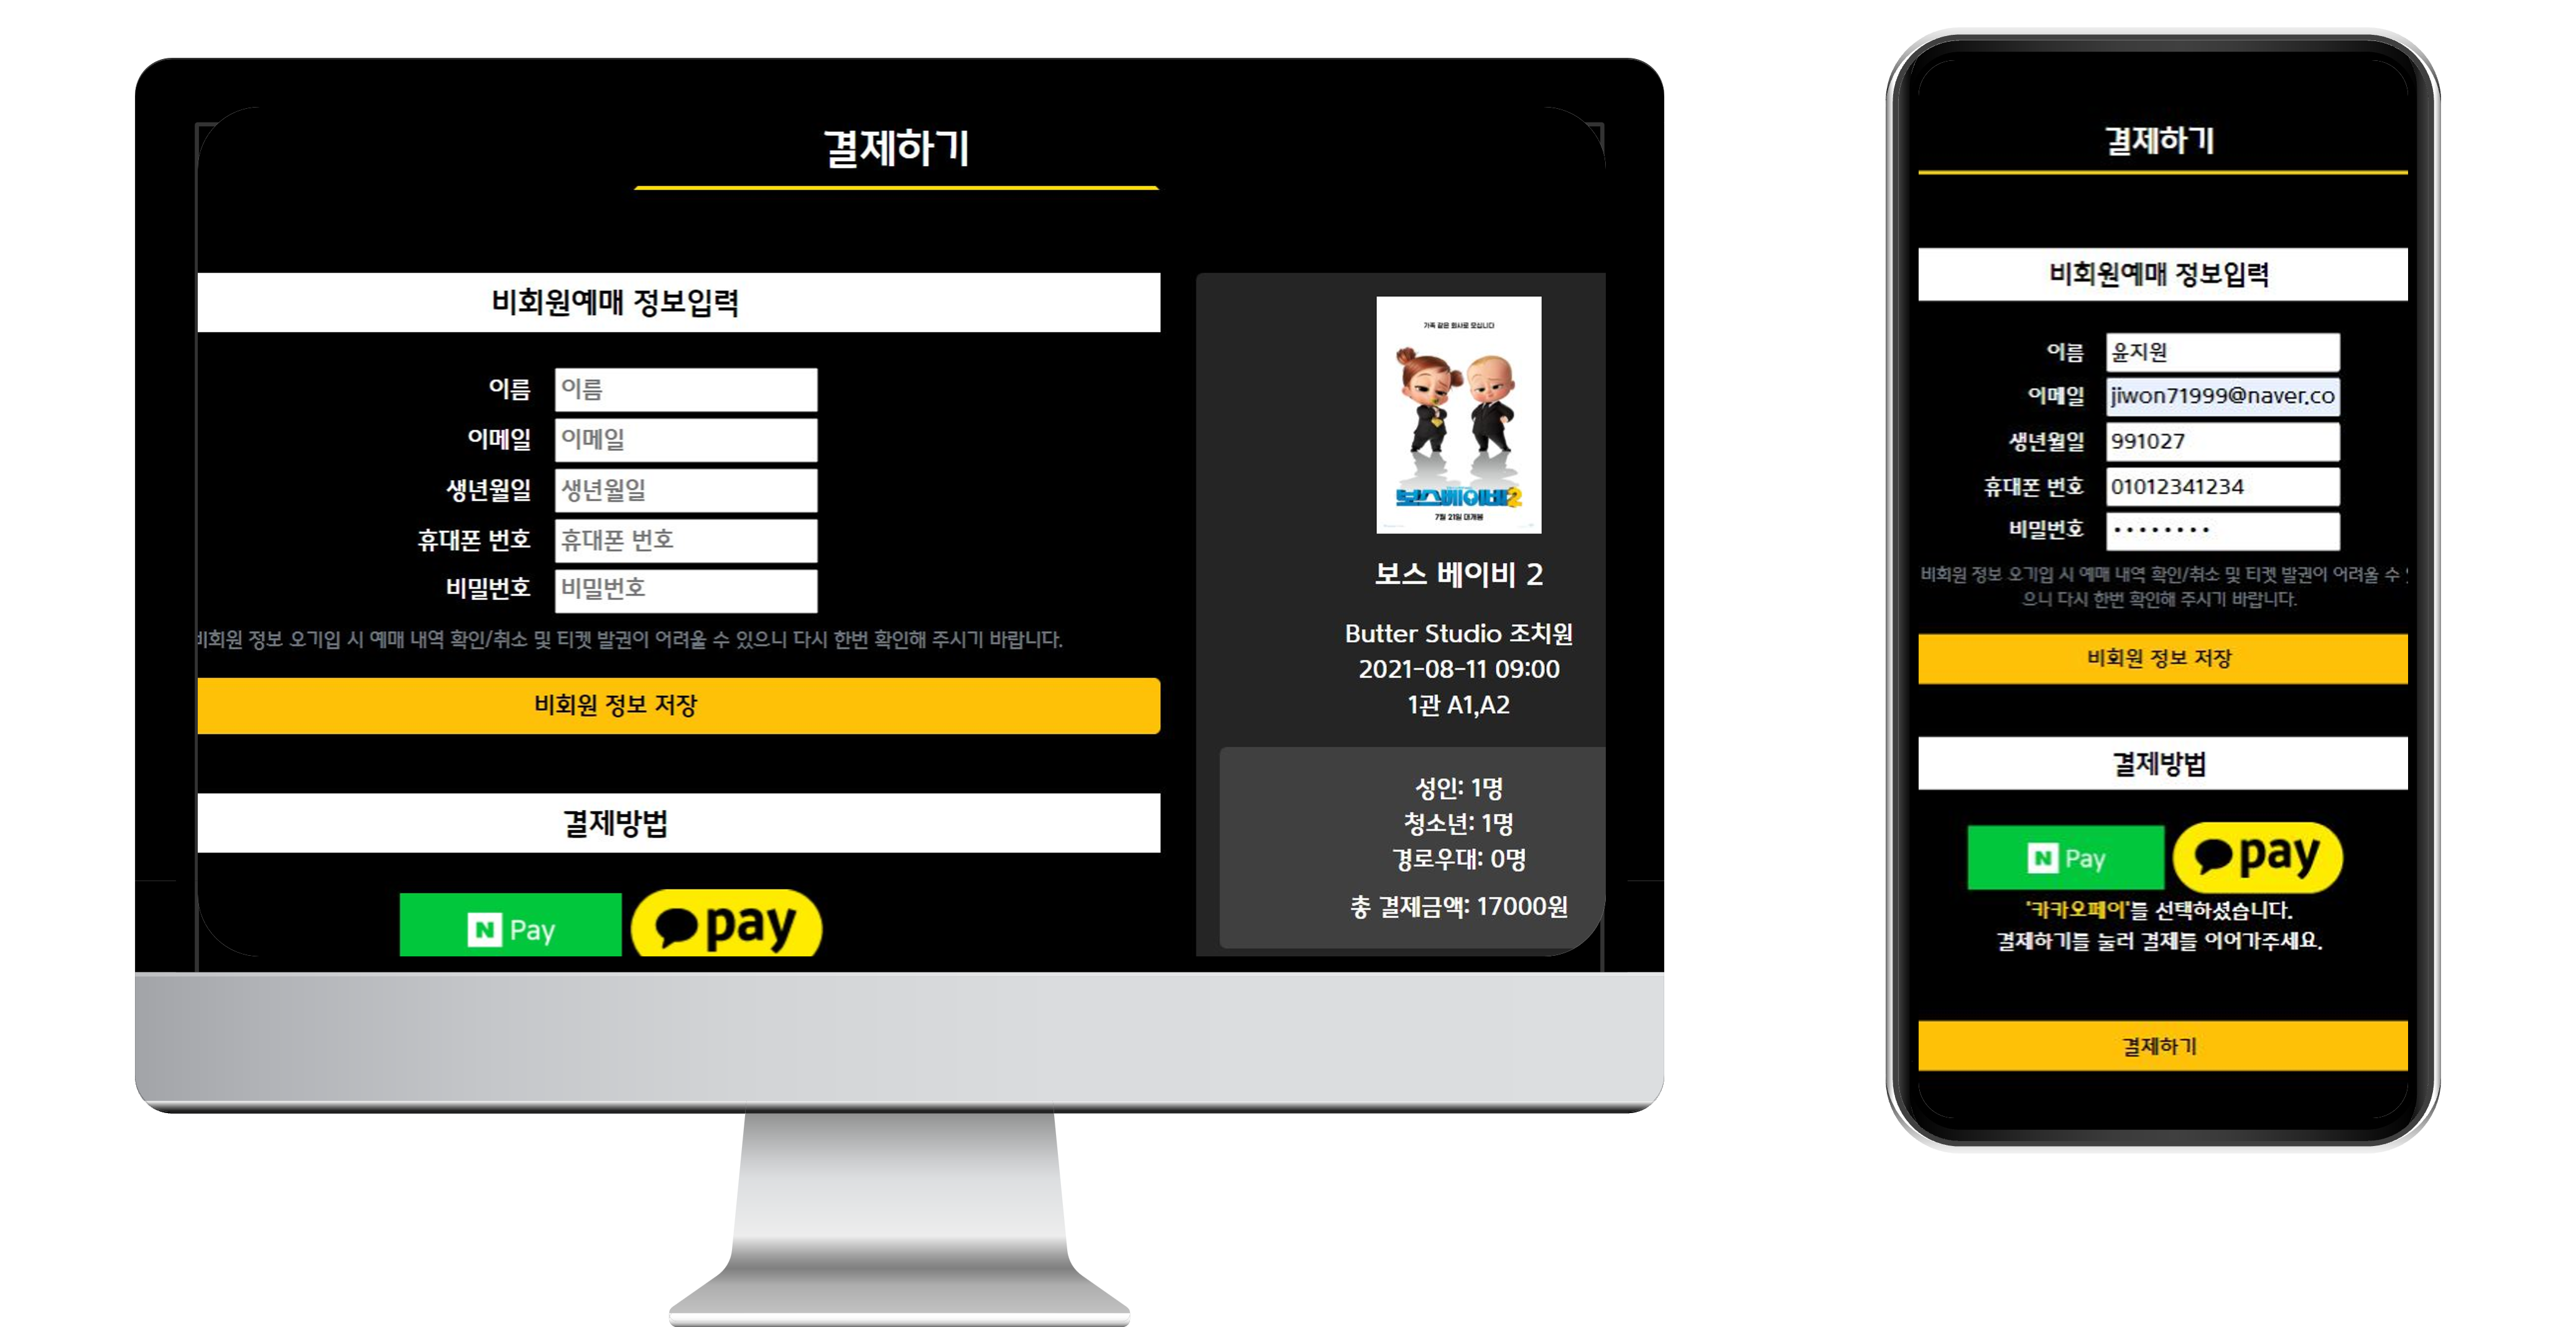 결제하기
비회원예매 정보입력
이름 이름
이메일 이메일
생년월일 생년월일
휴대폰 번호 휴대폰 번호
비밀번호 비밀번호
비회원 정보 오기입 시 예매 내역 확인/취소 및 티켓 발권이 어려울 수 있으니 다시 한번 확인해 주시기 바랍니다.
비회원 정보 저장
결제방법
N Pay pay
가족 같은 회사로 모십니다
보스베이비2
7월 21일 대개봉
보스 베이비 2
Butter Studio 조치원
2021-08-11 09:00
1관 A1,A2
성인: 1명
청소년: 1명
경로우대: 0명
총 결제금액: 17000원
결제하기
비회원예매 정보입력
이름 윤지원
이메일 jiwon71999@naver.co
생년월일 991027
휴대폰 번호 01012341234
비밀번호 ••••••••
비회원 정보 오기입 시 예매 내역 확인/취소 및 티켓 발권이 어려울 수
으니 다시 한번 확인해 주시기 바랍니다.
비회원 정보 저장
결제방법
N Pay pay
'카카오페이'를 선택하셨습니다.
결제하기를 눌러 결제를 이어가주세요.
결제하기